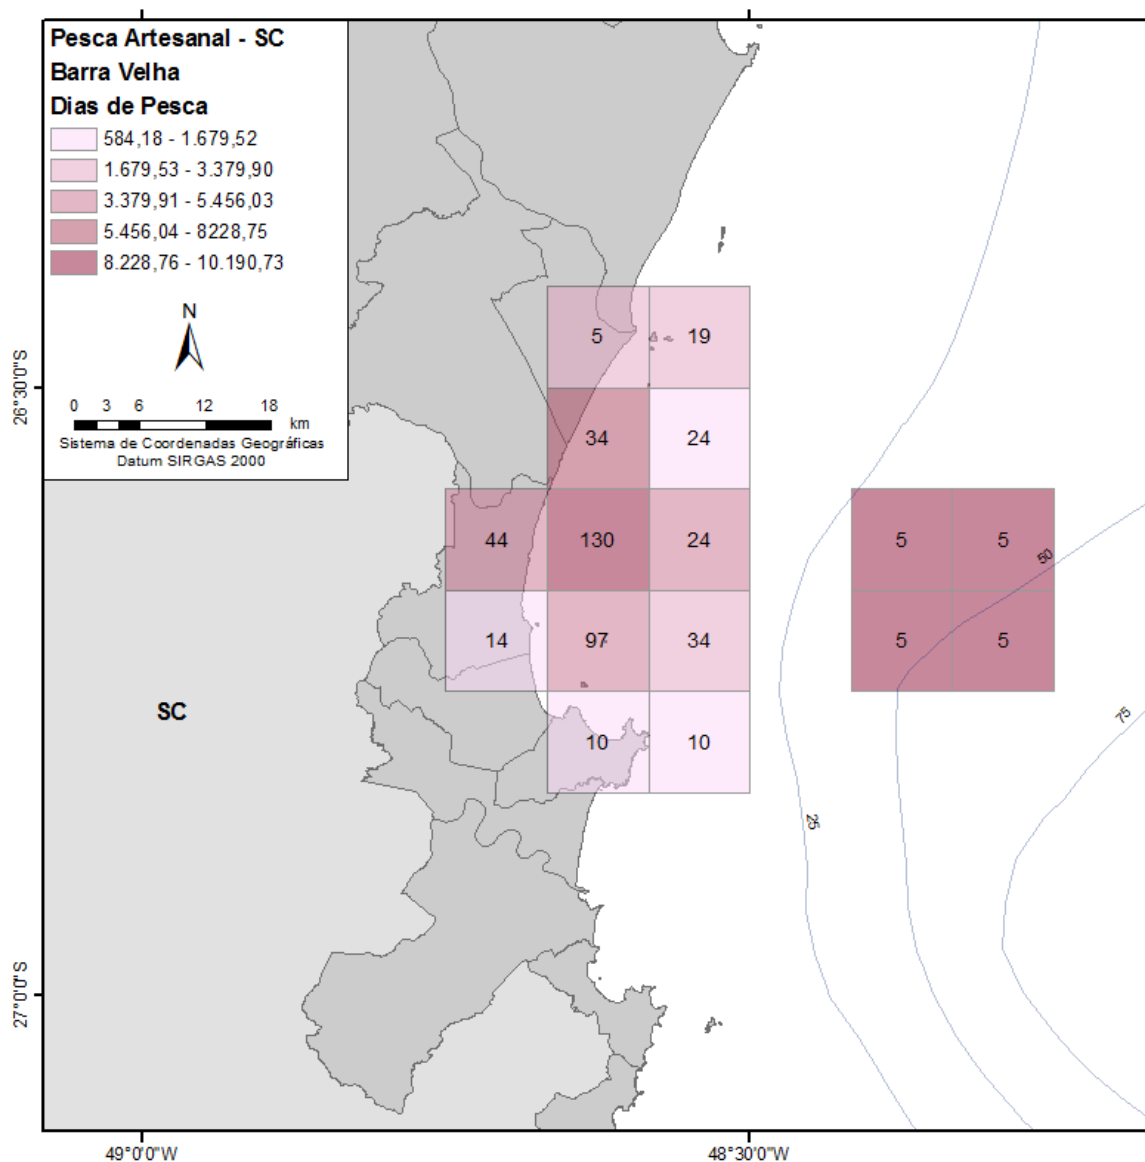 Pesca Artesanal - SC
Barra Velha
Dias de Pesca
584,18 - 1.679,52
1.679,53 - 3.379,90
3.379,91 - 5.456,03
5.456,04 - 8228,75
8.228,76 - 10.190,73
N
0 3 6 12 18 km
Sistema de Coordenadas Geográficas
Datum SIRGAS 2000
26°30'0"S
5 19
34 24
44 130 24 5 5
50
14 97 34 5 5
SC
75
10 10
25
27°0'0"S
49°0'0"W 48°30'0"W